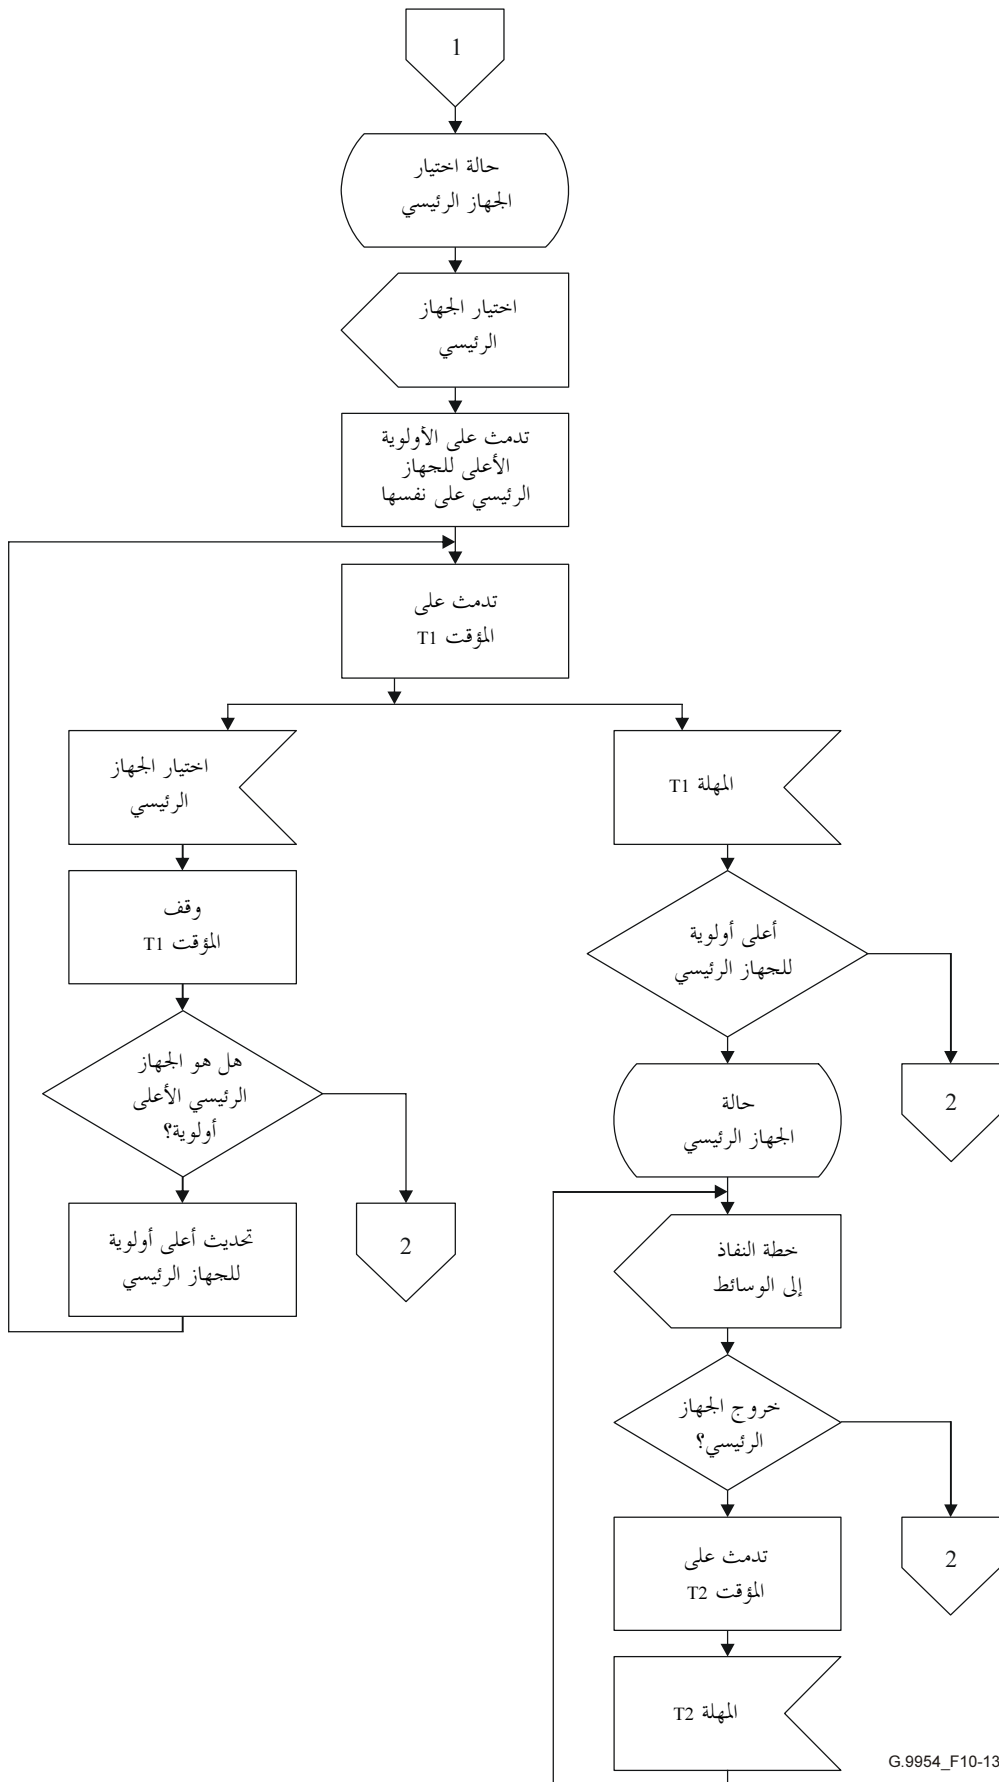 1
حالة اختيار
الجهاز الرئيسي
اختيار الجهاز
الرئيسي
تدمث على الأولوية
الأعلى للجهاز
الرئيسي على نفسها
تدمث على
المؤقت T1
اختيار الجهاز
الرئيسي
المهلة T1
وقف
المؤقت T1
أعلى أولوية
للجهاز الرئيسي
هل هو الجهاز
الرئيسي الأعلى
أولوية؟
حالة
الجهاز الرئيسي
2
تحديث أعلى أولوية
للجهاز الرئيسي
2
خطة النفاذ
إلى الوسائط
خروج الجهاز
الرئيسي؟
تدمث على
المؤقت T2
2
المهلة T2
G.9954_F10-13